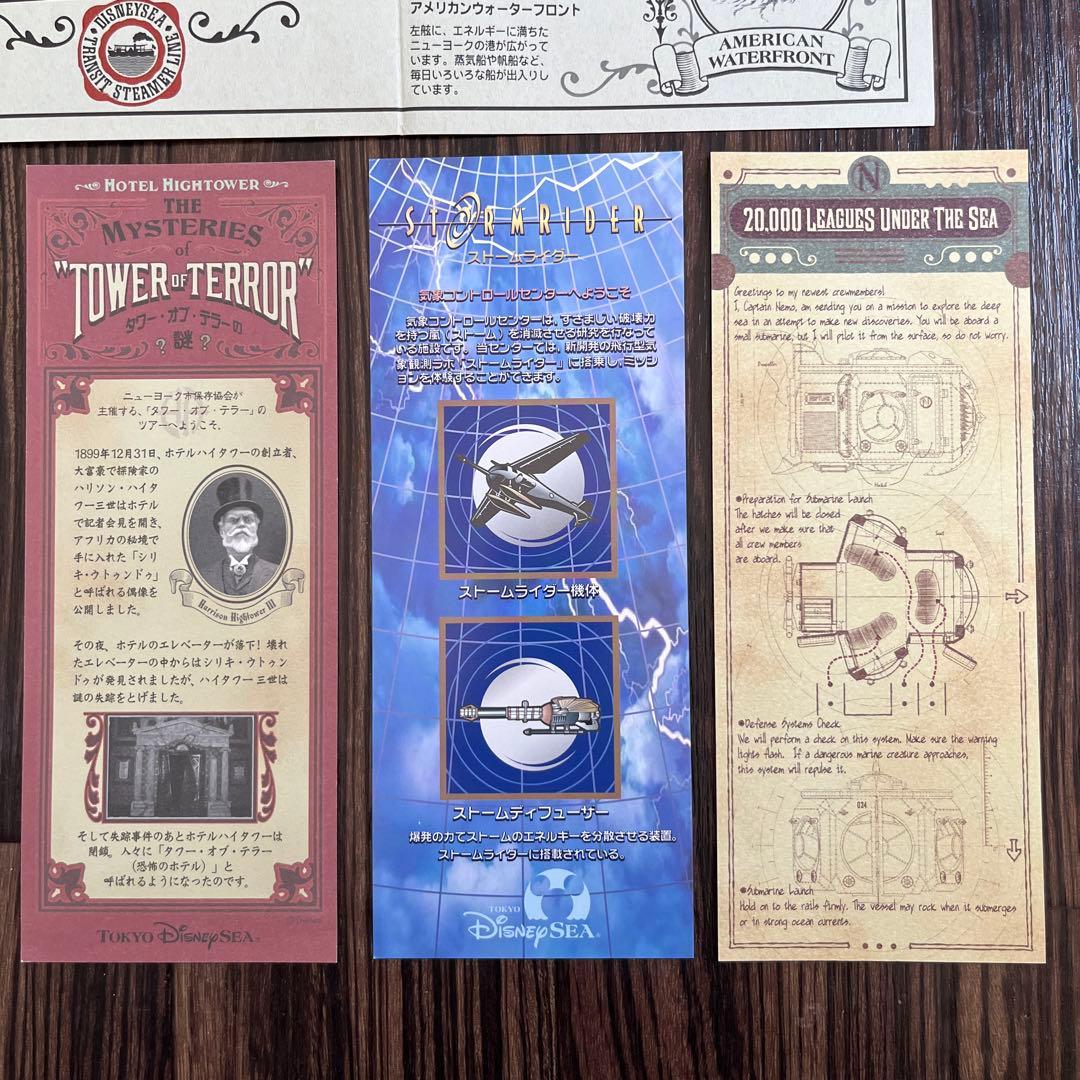 DISNEYSEA
TRANSIT STEAMER LINE
アメリカンウォーターフロント
左舷に、エネルギーに満ちた
ニューヨークの港が広がって
います。蒸気船や帆船など、
毎日いろいろな船が出入りし
ています。
AMERICAN
WATERFRONT
HOTEL HIGHTOWER
THE
MYSTERIES
of
"TOWER OF TERROR"
タワー・オブ・テラーの
?謎?
ニューヨーク市保存協会が
主催する、「タワー・オブ・テラー」の
ツアーへようこそ。
1899年12月31日、ホテルハイタワーの創立者、
大富豪で探険家の
ハリソン・ハイタ
ワー三世はホテル
で記者会見を開き、
アフリカの秘境で
手に入れた「シリ
キ・ウトゥンドゥ」
と呼ばれる偶像を
公開しました。
Harrison Hightower III
その夜、ホテルのエレベーターが落下!壊れ
たエレベーターの中からはシリキ・ウトゥン
ドゥが発見されましたが、ハイタワー三世は
謎の失踪をとげました。
そして失踪事件のあとホテルハイタワーは
閉鎖。人々に「タワー・オブ・テラー
(恐怖のホテル)」と
呼ばれるようになったのです。
TOKYO DISNEYSEA®
STORMRIDER
ストームライダー
気象コントロールセンターへようこそ
気象コントロールセンターは、すさまじい破壊力
を持つ嵐(ストーム)を消滅させる研究を行なって
いる施設です。当センターでは、新開発の飛行型気
象観測ラボ「ストームライダー」に搭乗し、ミッシ
ョンを体験することができます。
ストームライダー機体
ストームディフューザー
爆発の力でストームのエネルギーを分散させる装置。
ストームライダーに搭載されている。
TOKYO
DISNEYSEA®
N
20,000 LEAGUES UNDER THE SEA
Greetings to my newest crewmembers!
I, Captain Nemo, am sending you on a mission to explore the deep
sea in an attempt to make new discoveries. You will be aboard a
small submarine, but I will pilot it from the surface, so do not worry.
Propeller
NEPTUNE
Hatch
●Preparation for Submarine Launch
The hatches will be closed
after we make sure that
all crew members
are aboard.
Seat
●Defense Systems Check
We will perform a check on this system. Make sure the warning
lights flash. If a dangerous marine creature approaches,
this system will repulse it.
034
●Submarine Launch
Hold on to the rails firmly. The vessel may rock when it submerges
or in strong ocean currents.